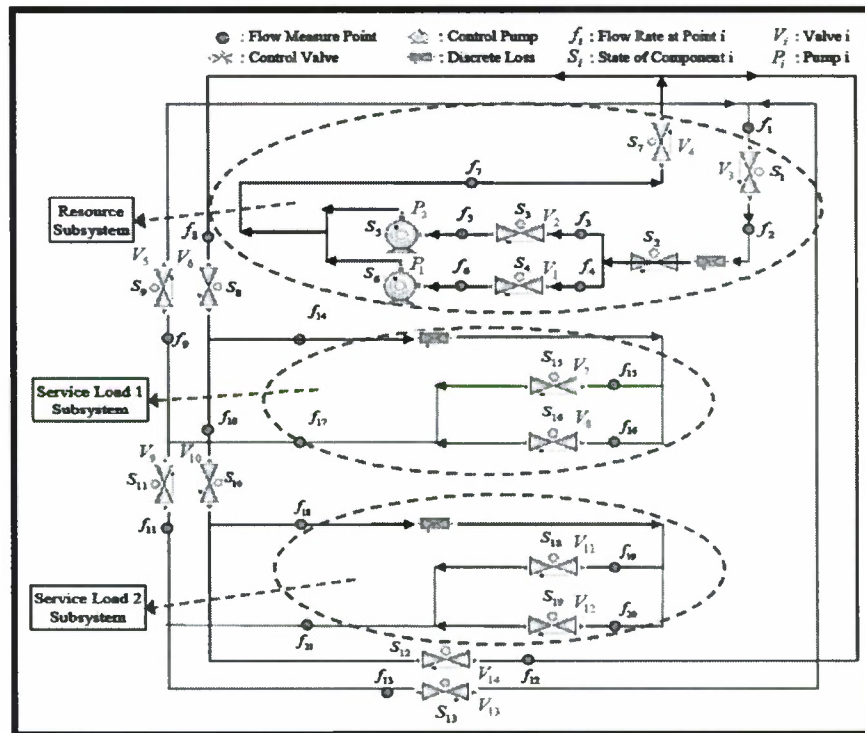 : Flow Measure Point : Control Pump f_i : Flow Rate at Point i V_i : Valve i
: Control Valve : Discrete Loss S_i : State of Component i P_i : Pump i
f_1
S_7 V_4
V_3 S_1
f_7
Resource Subsystem
P_2 S_3
f_8 S_5 f_5 V_2 f_3 f_2
S_2
V_5 V_6 P_1 S_4
S_6 f_6 V_1 f_4
S_9 S_8
f_14
f_9
S_15 V_7 f_15
Service Load 1 Subsystem
f_17 S_16 V_8 f_16
V_9 V_10
S_11 S_10
f_11
S_18 V_11 f_19
Service Load 2 Subsystem
S_19 V_12 f_20
f_21
S_12 V_14 f_12
f_13 S_13 V_13